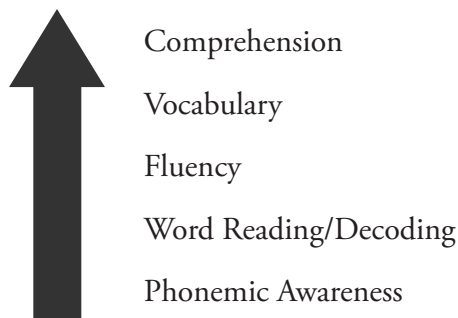 Comprehension
Vocabulary
Fluency
Word Reading/Decoding
Phonemic Awareness